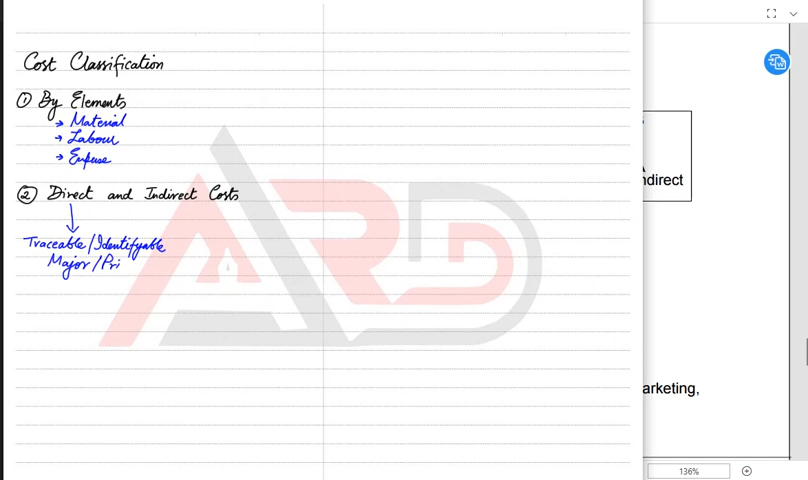 Cost Classification
① By Elements
→ Material
→ Labour
→ Expense
② Direct and Indirect Costs
Traceable/Identifyable
Major/Pri
ARD
ndirect
arketing,
136%